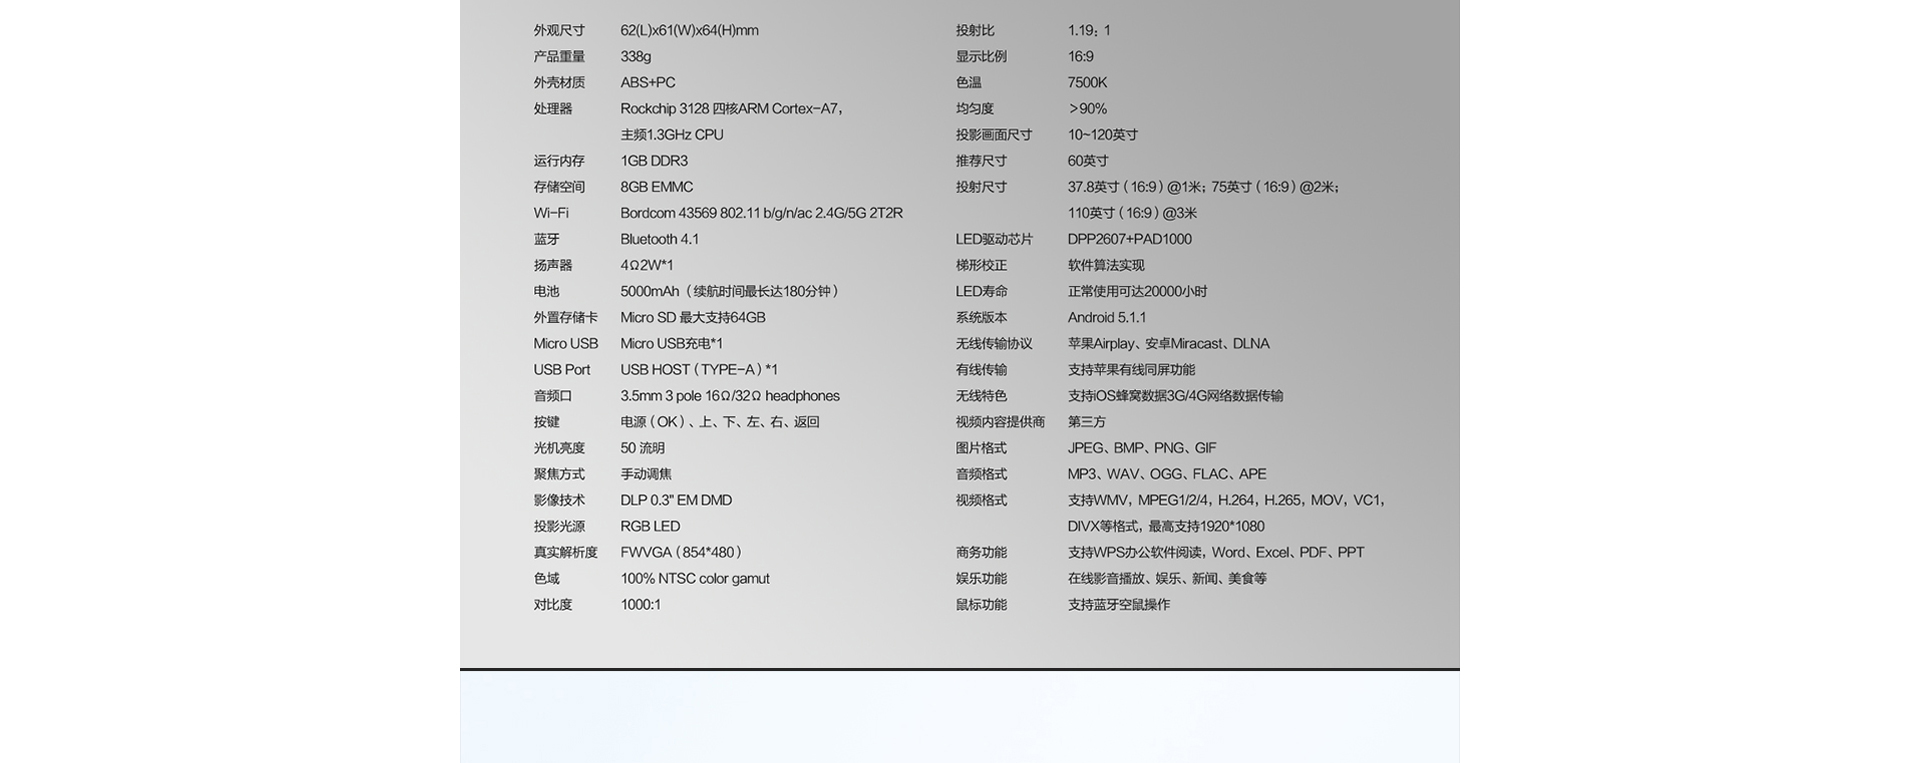 外观尺寸 62(L)x61(W)x64(H)mm
产品重量 338g
外壳材质 ABS+PC
处理器 Rockchip 3128 四核ARM Cortex-A7,
主频1.3GHz CPU
运行内存 1GB DDR3
存储空间 8GB EMMC
Wi-Fi Bordcom 43569 802.11 b/g/n/ac 2.4G/5G 2T2R
蓝牙 Bluetooth 4.1
扬声器 4Ω2W*1
电池 5000mAh（续航时间最长达180分钟）
外置存储卡 Micro SD 最大支持64GB
Micro USB Micro USB充电*1
USB Port USB HOST（TYPE-A）*1
音频口 3.5mm 3 pole 16Ω/32Ω headphones
按键 电源（OK）、上、下、左、右、返回
光机亮度 50 流明
聚焦方式 手动调焦
影像技术 DLP 0.3" EM DMD
投影光源 RGB LED
真实解析度 FWVGA（854*480）
色域 100% NTSC color gamut
对比度 1000:1
投射比 1.19：1
显示比例 16:9
色温 7500K
均匀度 >90%
投影画面尺寸 10~120英寸
推荐尺寸 60英寸
投射尺寸 37.8英寸（16:9）@1米；75英寸（16:9）@2米；
110英寸（16:9）@3米
LED驱动芯片 DPP2607+PAD1000
梯形校正 软件算法实现
LED寿命 正常使用可达20000小时
系统版本 Android 5.1.1
无线传输协议 苹果Airplay、安卓Miracast、DLNA
有线传输 支持苹果有线同屏功能
无线特色 支持iOS蜂窝数据3G/4G网络数据传输
视频内容提供商 第三方
图片格式 JPEG、BMP、PNG、GIF
音频格式 MP3、WAV、OGG、FLAC、APE
视频格式 支持WMV，MPEG1/2/4，H.264，H.265，MOV，VC1，
DIVX等格式，最高支持1920*1080
商务功能 支持WPS办公软件阅读，Word、Excel、PDF、PPT
娱乐功能 在线影音播放、娱乐、新闻、美食等
鼠标功能 支持蓝牙空鼠操作